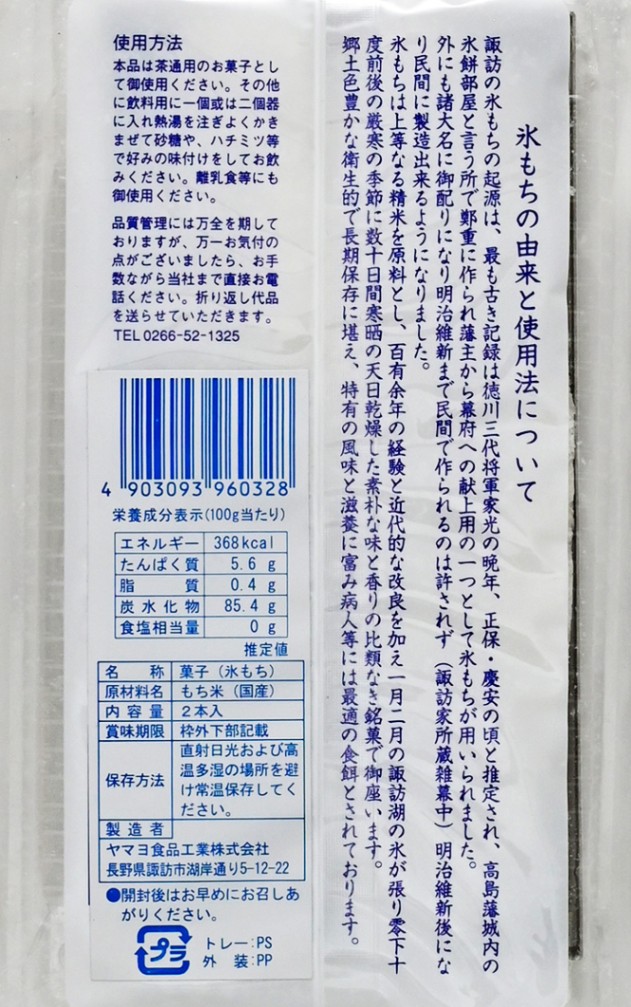 氷もちの由来と使用法について
諏訪の氷もちの起源は、最も古き記録は徳川三代将軍家光の晩年、正保・慶安の頃と推定され、高島藩城内の
氷餅部屋と言う所で鄭重に作られ藩主から幕府への献上用の一つとして氷もちが用いられました。
外にも諸大名に御配りになり明治維新まで民間で作られるのは許されず(諏訪家所蔵雑幕中)明治維新後にな
り民間に製造出来るようになりました。
氷もちは上等なる精米を原料とし、百有余年の経験と近代的な改良を加え一月二月の諏訪湖の氷が張り零下十
度前後の厳寒の季節に数十日間寒晒の天日乾燥した素朴な味と香りの比類なき銘菓で御座います。
郷土色豊かな衛生的で長期保存に堪え、特有の風味と滋養に富み病人等には最適の食餌とされております。
使用方法
本品は茶通用のお菓子とし
て御使用ください。その他
に飲料用に一個或は二個器
に入れ熱湯を注ぎよくかき
まぜて砂糖や、ハチミツ等
で好みの味付けをしてお飲
みください。離乳食等にも
御使用ください。
品質管理には万全を期して
おりますが、万一お気付の
点がございましたら、お手
数ながら当社まで直接お電
話ください。折り返し代品
を送らせていただきます。
TEL0266-52-1325
4 903093 960328
栄養成分表示(100g当たり)
エネルギー 368kcal
たんぱく質 5.6 g
脂質 0.4 g
炭水化物 85.4 g
食塩相当量 0 g
推定値
名称 菓子(氷もち)
原材料名 もち米(国産)
内容量 2本入
賞味期限 枠外下部記載
保存方法 直射日光および高
温多湿の場所を避
け常温保存してく
ださい。
製造者
ヤマヨ食品工業株式会社
長野県諏訪市湖岸通り5-12-22
●開封後はお早めにお召しあ
がりください。
プラ
トレー:PS
外装:PP